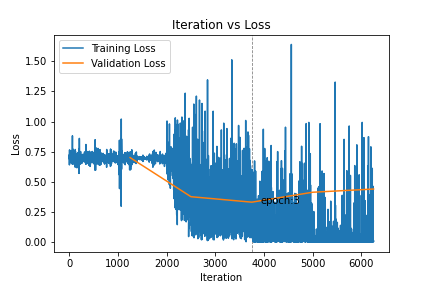 Iteration vs Loss
Training Loss
Validation Loss
1.50
1.25
1.00
0.75
0.50
0.25
0.00
Loss
epoch:3
0 1000 2000 3000 4000 5000 6000
Iteration